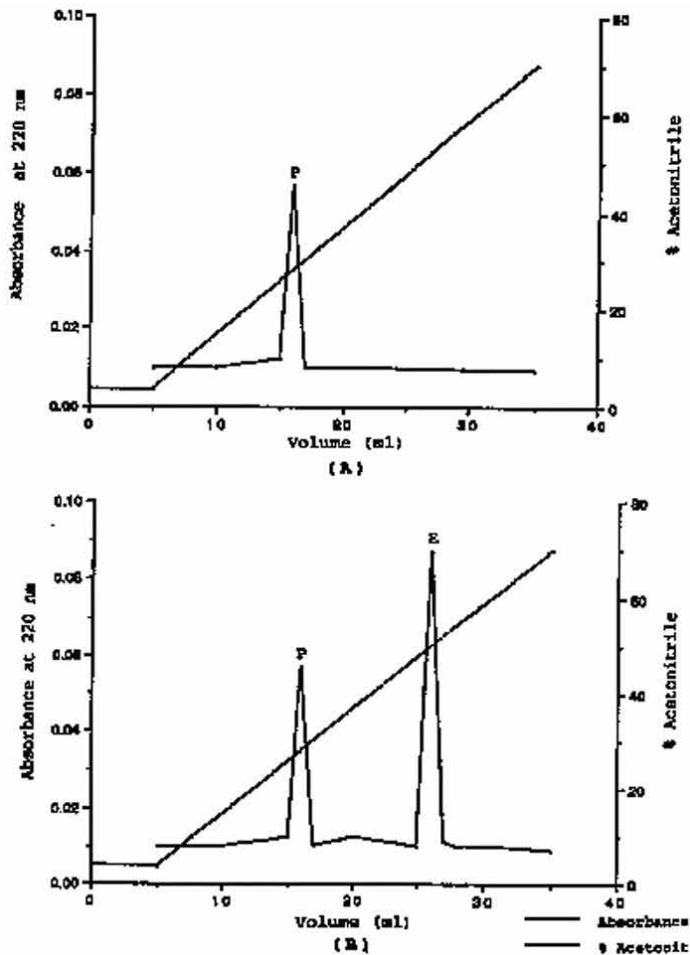 0.10
0.08
0.06
0.04
0.02
0.00
Absorbance at 220 nm
P
80
60
40
20
0
% Acetonitrile
0 10 20 30 40
Volume (ml)
(A)
0.10
0.08
0.06
0.04
0.02
0.00
Absorbance at 220 nm
P
E
80
60
40
20
0
% Acetonitrile
0 10 20 30 40
Volume (ml)
(B)
Absorbance
% Acetonit